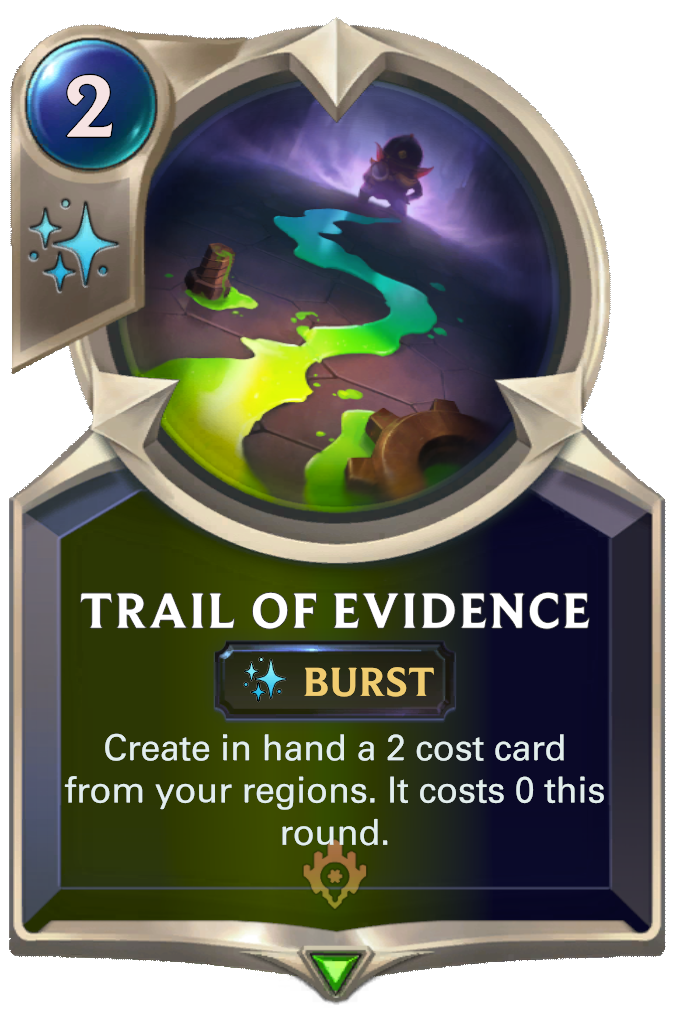 2
TRAIL OF EVIDENCE
BURST
Create in hand a 2 cost card
from your regions. It costs 0 this
round.